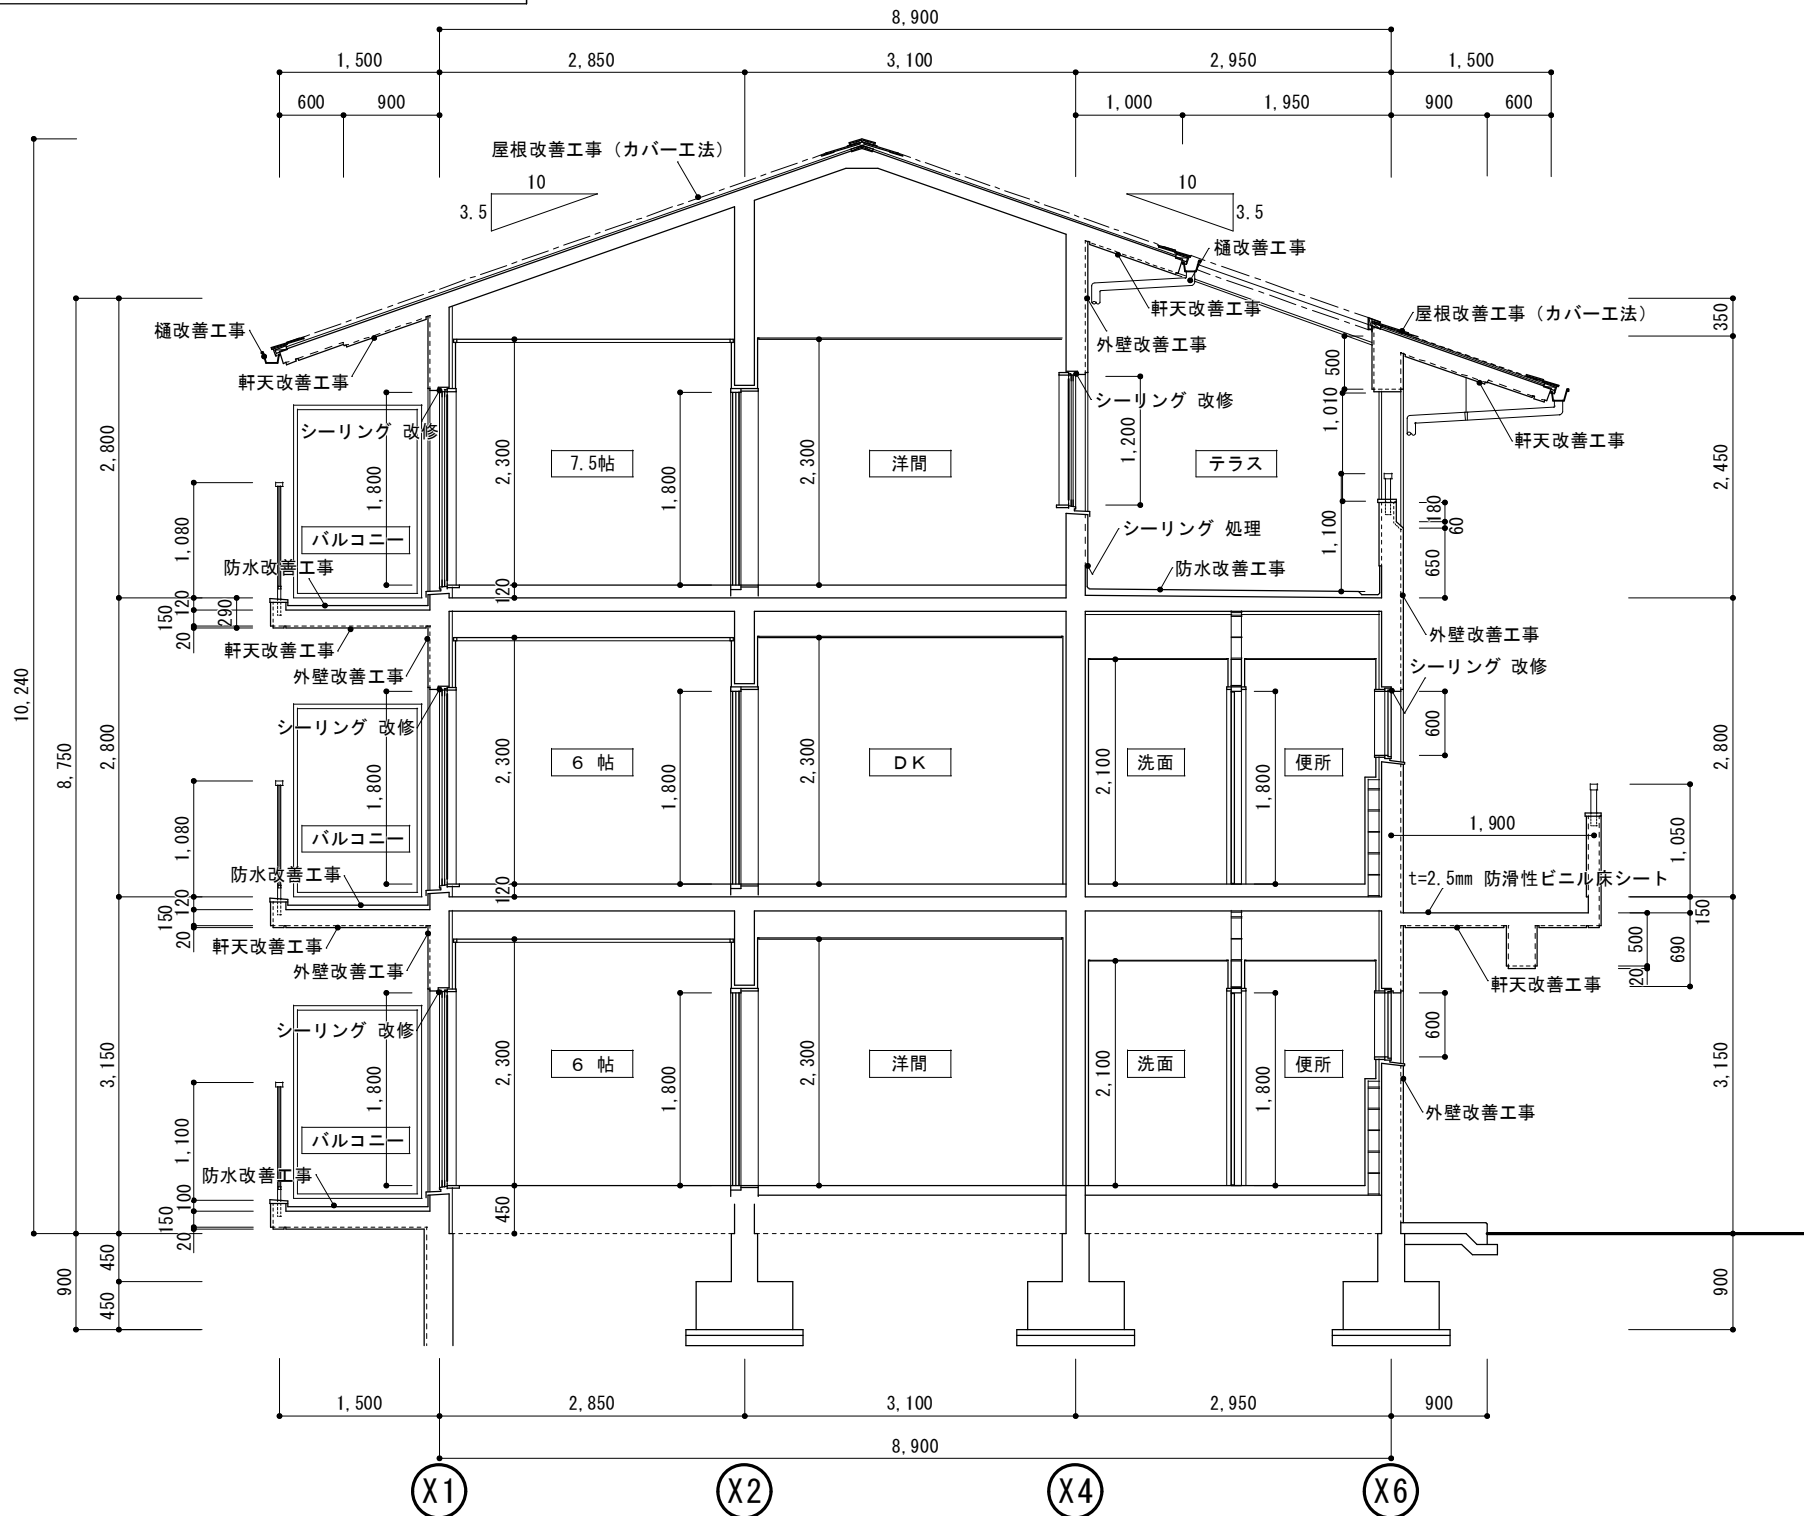 8,900
1,500
2,850
3,100
2,950
1,500
600
900
1,000
1,950
900
600
屋根改善工事（カバー工法）
10
3.5
10
3.5
樋改善工事
軒天改善工事
屋根改善工事（カバー工法）
樋改善工事
軒天改善工事
外壁改善工事
シーリング 改修
軒天改善工事
350
500
1,010
1,200
シーリング 改修
2,800
1,800
2,300
7.5帖
1,800
2,300
洋間
テラス
2,450
1,080
バルコニー
シーリング 処理
1,100
180
60
650
防水改善工事
防水改善工事
120
150
20
290
120
軒天改善工事
外壁改善工事
外壁改善工事
シーリング 改修
10,240
8,750
2,800
シーリング 改修
1,800
2,300
6 帖
1,800
2,300
DK
2,100
洗面
1,800
便所
600
2,800
1,080
バルコニー
1,900
1,050
防水改善工事
t=2.5mm 防滑性ビニル床シート
120
150
20
120
150
500
690
20
軒天改善工事
外壁改善工事
軒天改善工事
シーリング 改修
3,150
1,800
2,300
6 帖
1,800
2,300
洋間
2,100
洗面
1,800
便所
600
3,150
外壁改善工事
1,100
バルコニー
防水改善工事
100
150
20
450
900
450
450
900
1,500
2,850
3,100
2,950
900
8,900
X1
X2
X4
X6